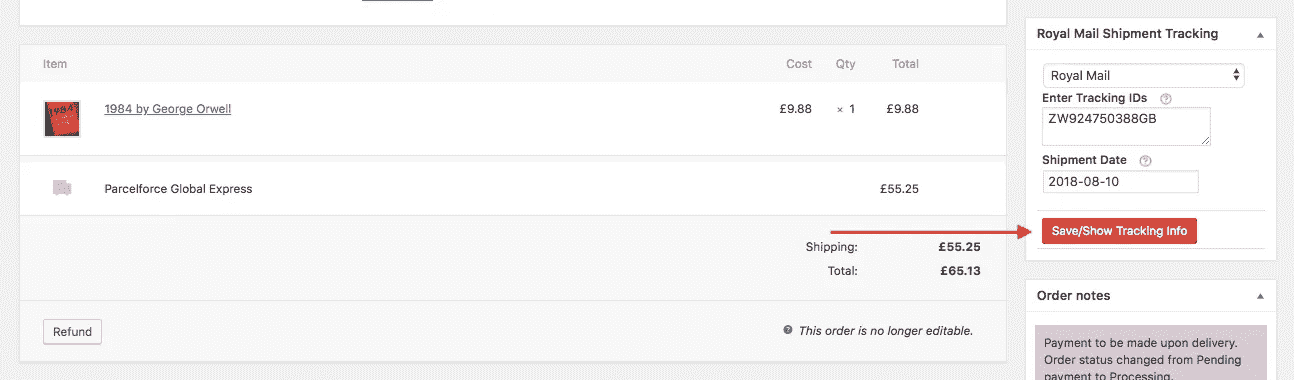 Item Cost Qty Total
1984 by George Orwell £9.88 × 1 £9.88
Parcelforce Global Express £55.25
Shipping: £55.25
Total: £65.13
Refund
This order is no longer editable.
Royal Mail Shipment Tracking
Royal Mail
Enter Tracking IDs
ZW924750388GB
Shipment Date
2018-08-10
Save/Show Tracking Info
Order notes
Payment to be made upon delivery.
Order status changed from Pending
payment to Processing.